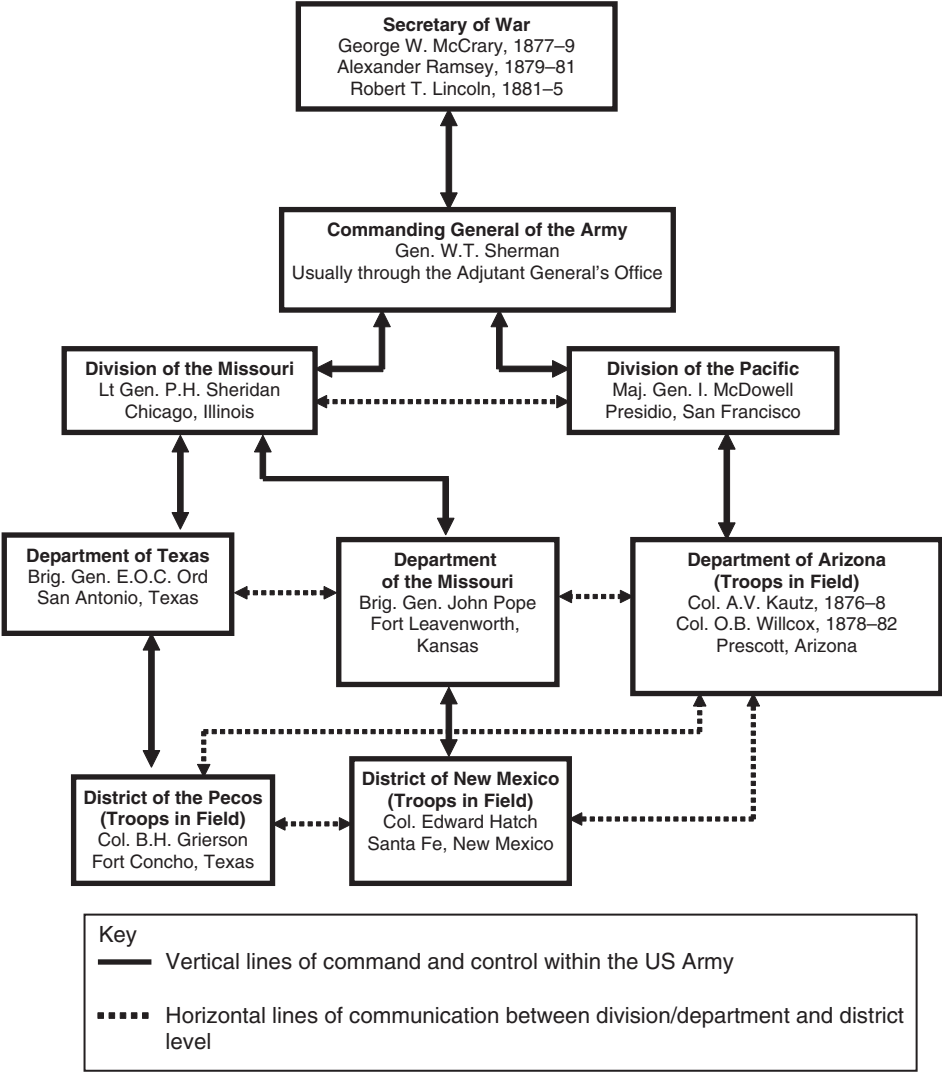 Secretary of War
George W. McCrary, 1877–9
Alexander Ramsey, 1879–81
Robert T. Lincoln, 1881–5
Commanding General of the Army
Gen. W.T. Sherman
Usually through the Adjutant General's Office
Division of the Missouri
Lt Gen. P.H. Sheridan
Chicago, Illinois
Division of the Pacific
Maj. Gen. I. McDowell
Presidio, San Francisco
Department of Texas
Brig. Gen. E.O.C. Ord
San Antonio, Texas
Department
of the Missouri
Brig. Gen. John Pope
Fort Leavenworth,
Kansas
Department of Arizona
(Troops in Field)
Col. A.V. Kautz, 1876–8
Col. O.B. Willcox, 1878–82
Prescott, Arizona
District of the Pecos
(Troops in Field)
Col. B.H. Grierson
Fort Concho, Texas
District of New Mexico
(Troops in Field)
Col. Edward Hatch
Santa Fe, New Mexico
Key
Vertical lines of command and control within the US Army
Horizontal lines of communication between division/department and district
level